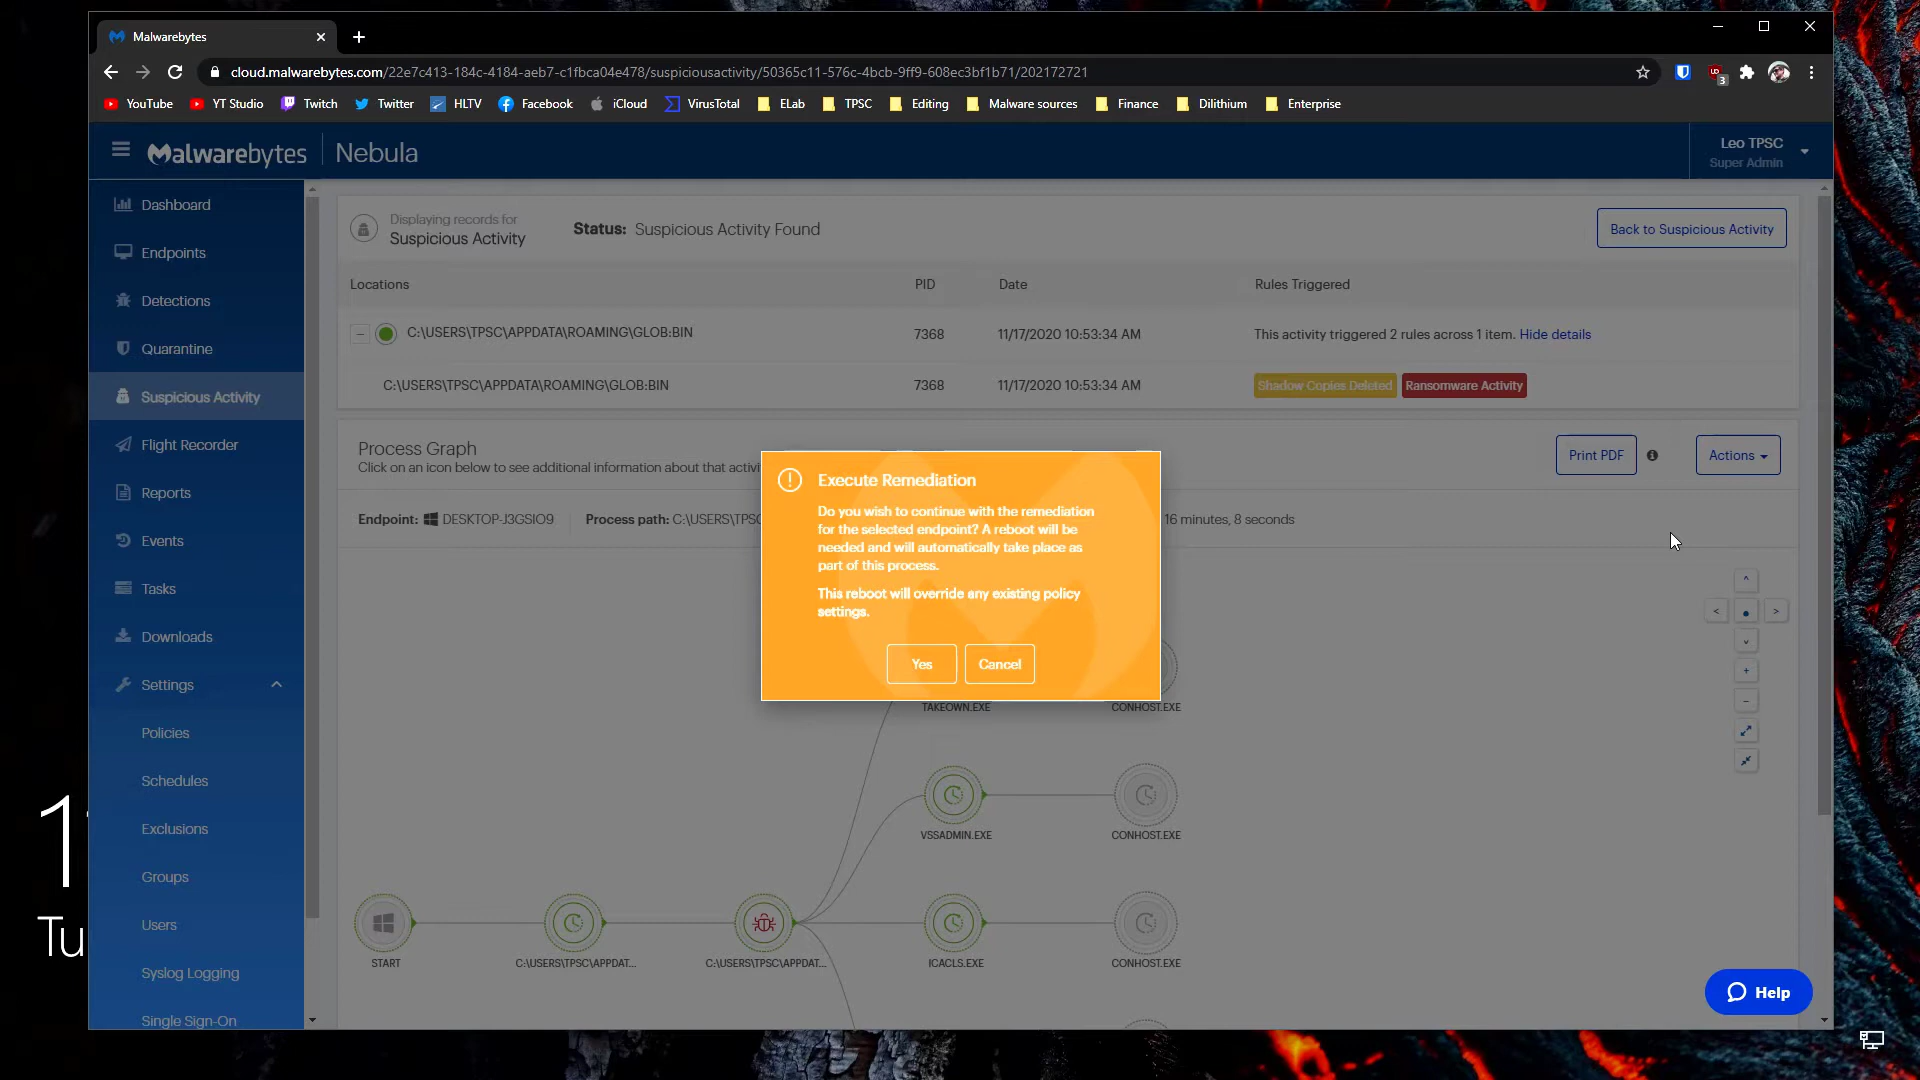 Malwarebytes
cloud.malwarebytes.com/22e7c413-184c-4184-aeb7-c1fbca04e478/suspiciousactivity/50365c11-576c-4bcb-9ff9-608ec3bf1b71/202172721
3
YouTube YT Studio Twitch Twitter HLTV Facebook iCloud VirusTotal ELab TPSC Editing Malware sources Finance Dilithium Enterprise
Malwarebytes Nebula
Leo TPSC
Super Admin
Dashboard
Endpoints
Detections
Quarantine
Suspicious Activity
Flight Recorder
Reports
Events
Tasks
Downloads
Settings
Policies
Schedules
Exclusions
Groups
Users
Syslog Logging
Single Sign-On
Displaying records for
Suspicious Activity
Status: Suspicious Activity Found
Back to Suspicious Activity
Locations PID Date Rules Triggered
C:\USERS\TPSC\APPDATA\ROAMING\GLOB:BIN 7368 11/17/2020 10:53:34 AM This activity triggered 2 rules across 1 item. Hide details
C:\USERS\TPSC\APPDATA\ROAMING\GLOB:BIN 7368 11/17/2020 10:53:34 AM Shadow Copies Deleted Ransomware Activity
Process Graph
Click on an icon below to see additional information about that activi
Print PDF
Actions
Endpoint: DESKTOP-J3GSIO9 Process path: C:\USERS\TPSC 16 minutes, 8 seconds
Execute Remediation
Do you wish to continue with the remediation
for the selected endpoint? A reboot will be
needed and will automatically take place as
part of this process.
This reboot will override any existing policy
settings.
Yes Cancel
TAKEOWN.EXE CONHOST.EXE
VSSADMIN.EXE CONHOST.EXE
START C:\USERS\TPSC\APPDAT... C:\USERS\TPSC\APPDAT... ICACLS.EXE CONHOST.EXE
Help
Tu